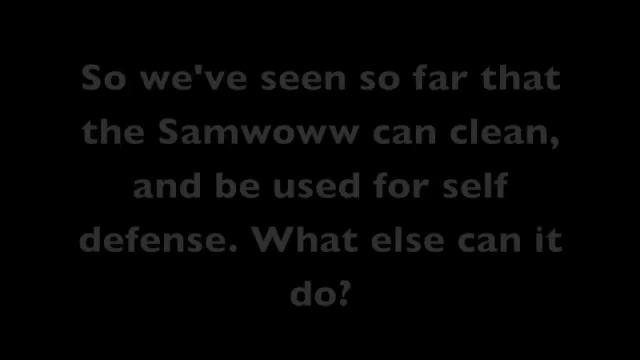 So we've seen so far that
the Samwoww can clean,
and be used for self
defense. What else can it
do?